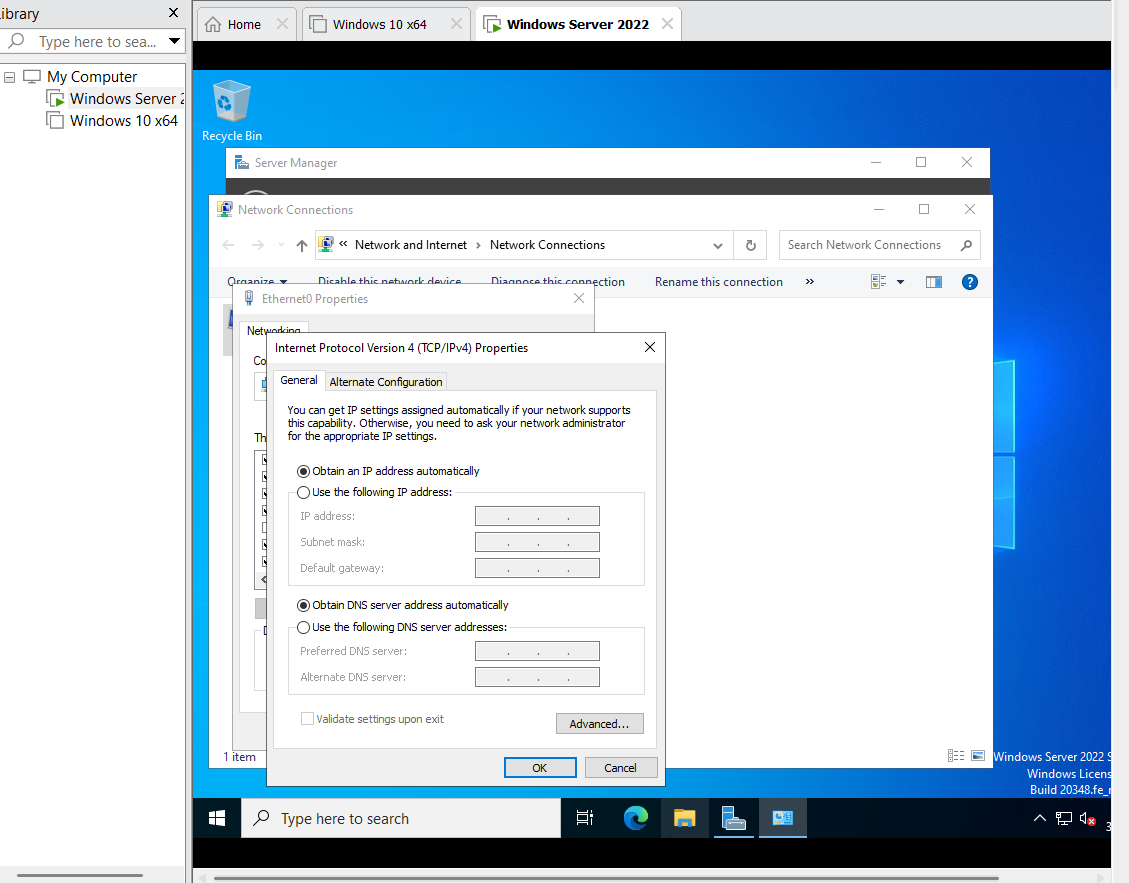 ibrary
Home
Windows 10 x64
Windows Server 2022
Type here to sea...
My Computer
Windows Server 2
Windows 10 x64
Recycle Bin
Server Manager
Network Connections
« Network and Internet › Network Connections
Search Network Connections
Organize
Disable this network device
Diagnose this connection
Rename this connection
»
Ethernet0 Properties
Networking
Co
Th
Internet Protocol Version 4 (TCP/IPv4) Properties
General
Alternate Configuration
You can get IP settings assigned automatically if your network supports
this capability. Otherwise, you need to ask your network administrator
for the appropriate IP settings.
Obtain an IP address automatically
Use the following IP address:
IP address:
Subnet mask:
Default gateway:
Obtain DNS server address automatically
Use the following DNS server addresses:
Preferred DNS server:
Alternate DNS server:
Validate settings upon exit
Advanced...
OK
Cancel
1 item
Windows Server 2022 S
Windows Licens
Build 20348.fe_r
Type here to search
3